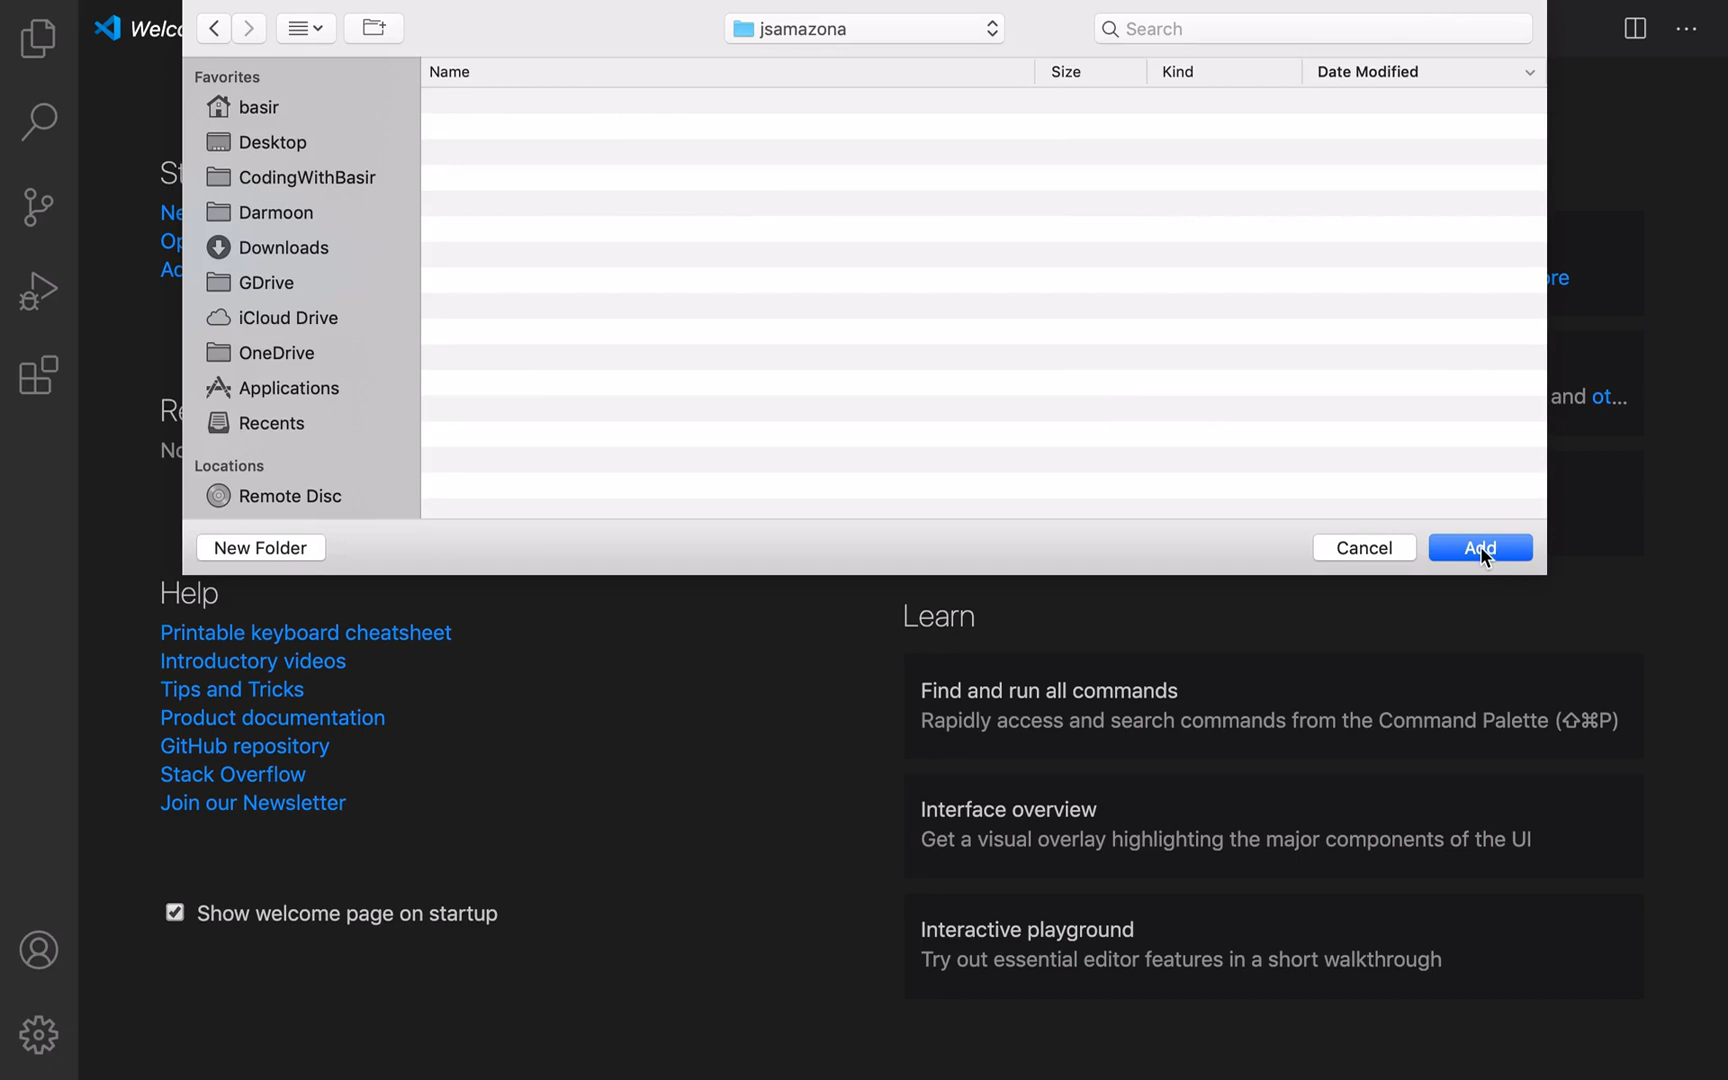 Welco
jsamazona
Search
Favorites
basir
Desktop
CodingWithBasir
Darmoon
Downloads
GDrive
iCloud Drive
OneDrive
Applications
Recents
Locations
Remote Disc
Name
Size
Kind
Date Modified
New Folder
Cancel
Add
St
Ne
Op
Ad
Re
No
ore
and ot...
Help
Printable keyboard cheatsheet
Introductory videos
Tips and Tricks
Product documentation
GitHub repository
Stack Overflow
Join our Newsletter
Show welcome page on startup
Learn
Find and run all commands
Rapidly access and search commands from the Command Palette (⇧⌘P)
Interface overview
Get a visual overlay highlighting the major components of the UI
Interactive playground
Try out essential editor features in a short walkthrough